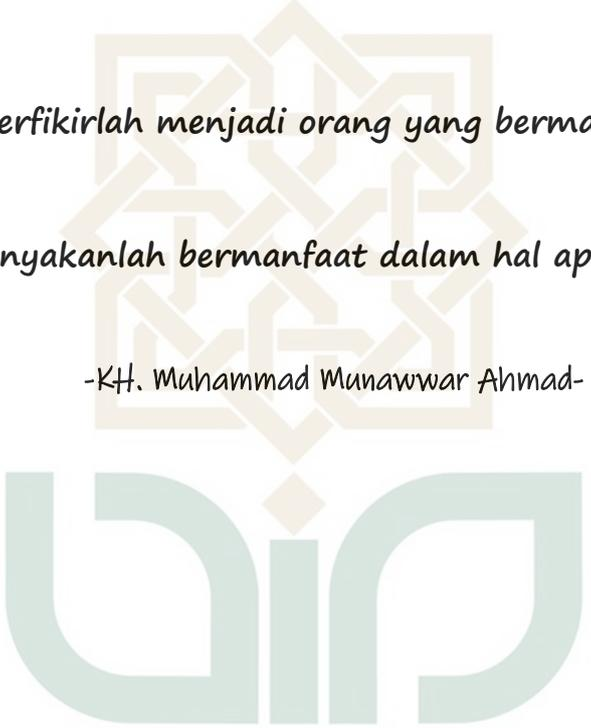 erfikirlah menjadi orang yang berma
nyakanlah bermanfaat dalam hal ap
-KH. Muhammad Munawwar Ahmad-